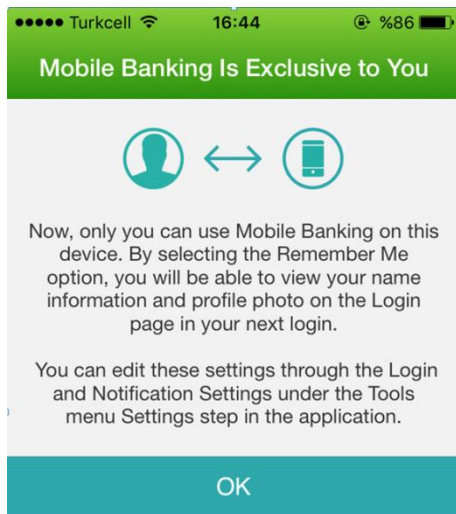 Turkcell 16:44 %86
Mobile Banking Is Exclusive to You
Now, only you can use Mobile Banking on this
device. By selecting the Remember Me
option, you will be able to view your name
information and profile photo on the Login
page in your next login.
You can edit these settings through the Login
and Notification Settings under the Tools
menu Settings step in the application.
OK